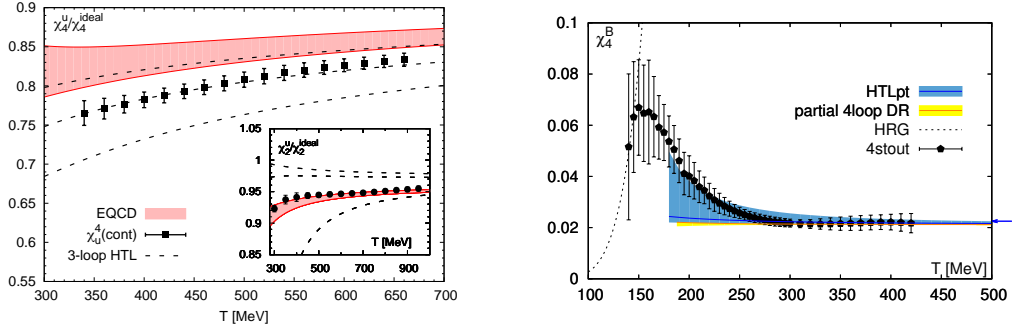 χ₄ᵘ/χ₄ⁱᵈᵉᵃˡ
0.9
0.85
0.8
0.75
0.7
0.65
0.6
0.55
300 350 400 450 500 550 600 650 700
T [MeV]
EQCD
χᵤ⁴(cont)
3-loop HTL
χ₂ᵘ/χ₂ⁱᵈᵉᵃˡ
1.05
1
0.95
0.9
0.85
300 500 700 900
T [MeV]
χ₄ᴮ
0.1
0.08
0.06
0.04
0.02
0
100 150 200 250 300 350 400 450 500
T [MeV]
HTLpt
partial 4loop DR
HRG
4stout